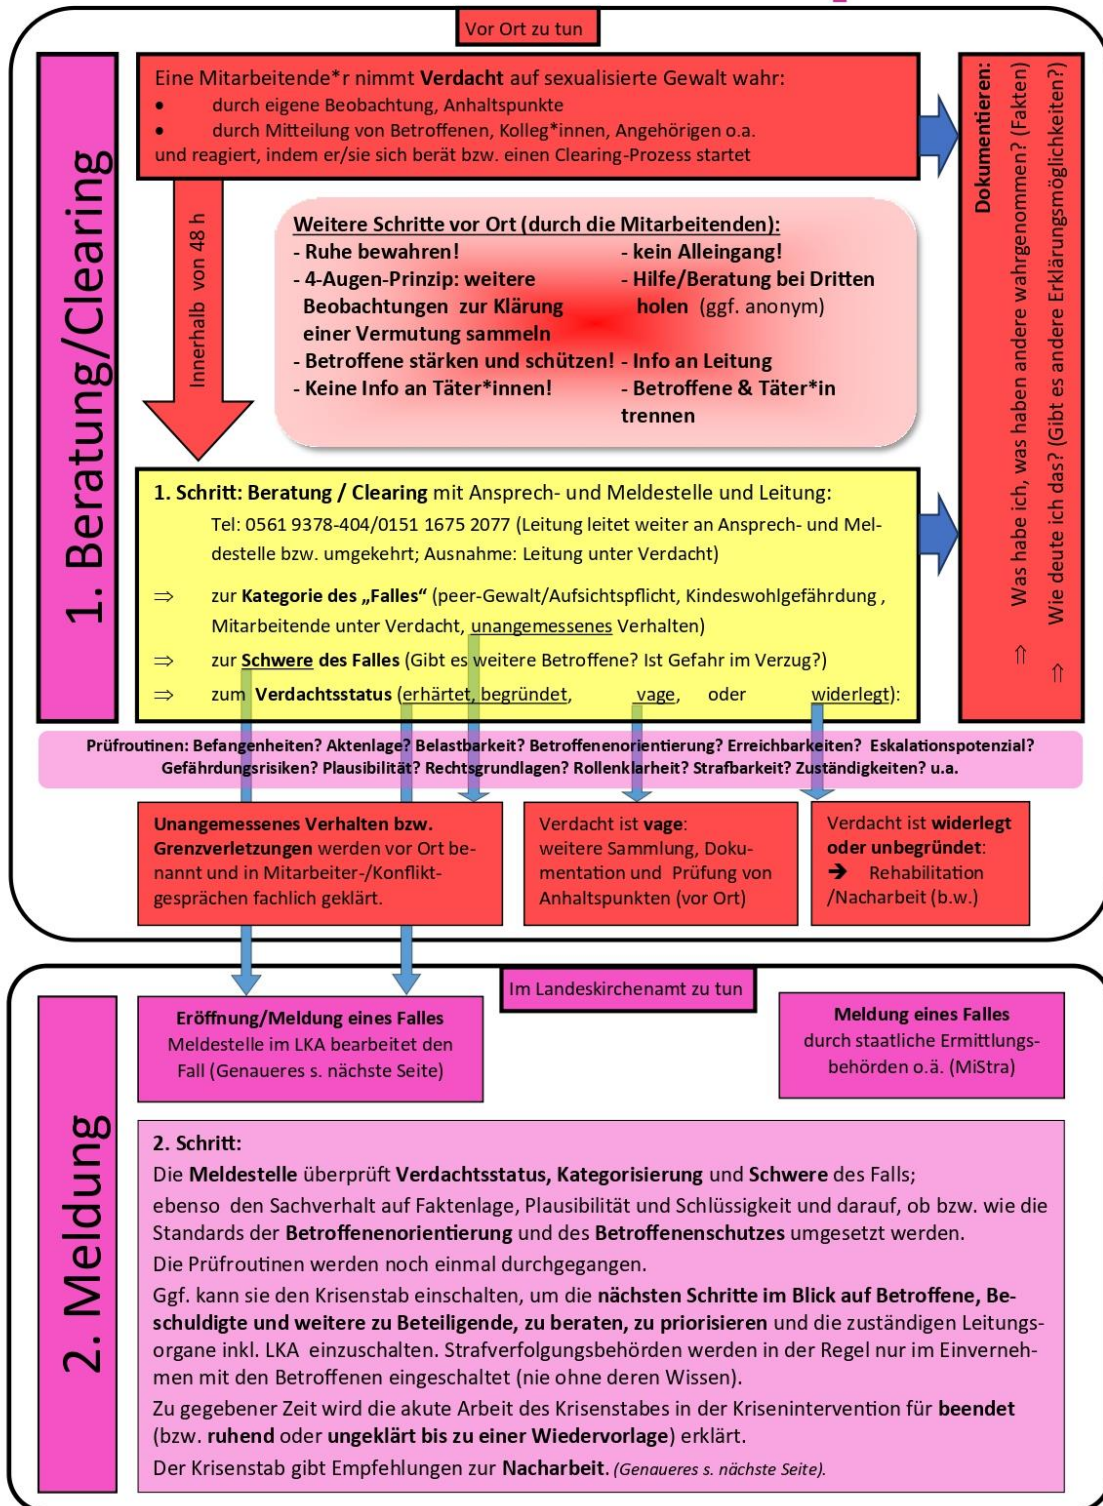 Vor Ort zu tun
1. Beratung/Clearing
Eine Mitarbeitende*r nimmt Verdacht auf sexualisierte Gewalt wahr:
• durch eigene Beobachtung, Anhaltspunkte
• durch Mitteilung von Betroffenen, Kolleg*innen, Angehörigen o.a.
und reagiert, indem er/sie sich berät bzw. einen Clearing-Prozess startet
Dokumentieren:
⇒ Was habe ich, was haben andere wahrgenommen? (Fakten)
⇒ Wie deute ich das? (Gibt es andere Erklärungsmöglichkeiten?)
Innerhalb von 48 h
Weitere Schritte vor Ort (durch die Mitarbeitenden):
- Ruhe bewahren! - kein Alleingang!
- 4-Augen-Prinzip: weitere - Hilfe/Beratung bei Dritten
Beobachtungen zur Klärung holen (ggf. anonym)
einer Vermutung sammeln
- Betroffene stärken und schützen! - Info an Leitung
- Keine Info an Täter*innen! - Betroffene & Täter*in
trennen
1. Schritt: Beratung / Clearing mit Ansprech- und Meldestelle und Leitung:
Tel: 0561 9378-404/0151 1675 2077 (Leitung leitet weiter an Ansprech- und Mel-
destelle bzw. umgekehrt; Ausnahme: Leitung unter Verdacht)
⇒ zur Kategorie des „Falles“ (peer-Gewalt/Aufsichtspflicht, Kindeswohlgefährdung ,
Mitarbeitende unter Verdacht, unangemessenes Verhalten)
⇒ zur Schwere des Falles (Gibt es weitere Betroffene? Ist Gefahr im Verzug?)
⇒ zum Verdachtsstatus (erhärtet, begründet, vage, oder widerlegt):
Prüfroutinen: Befangenheiten? Aktenlage? Belastbarkeit? Betroffenenorientierung? Erreichbarkeiten? Eskalationspotenzial?
Gefährdungsrisiken? Plausibilität? Rechtsgrundlagen? Rollenklarheit? Strafbarkeit? Zuständigkeiten? u.a.
Unangemessenes Verhalten bzw.
Grenzverletzungen werden vor Ort be-
nannt und in Mitarbeiter-/Konflikt-
gesprächen fachlich geklärt.
Verdacht ist vage:
weitere Sammlung, Doku-
mentation und Prüfung von
Anhaltspunkten (vor Ort)
Verdacht ist widerlegt
oder unbegründet:
➔ Rehabilitation
/Nacharbeit (b.w.)
Im Landeskirchenamt zu tun
2. Meldung
Eröffnung/Meldung eines Falles
Meldestelle im LKA bearbeitet den
Fall (Genaueres s. nächste Seite)
Meldung eines Falles
durch staatliche Ermittlungs-
behörden o.ä. (MiStra)
2. Schritt:
Die Meldestelle überprüft Verdachtsstatus, Kategorisierung und Schwere des Falls;
ebenso den Sachverhalt auf Faktenlage, Plausibilität und Schlüssigkeit und darauf, ob bzw. wie die
Standards der Betroffenenorientierung und des Betroffenenschutzes umgesetzt werden.
Die Prüfroutinen werden noch einmal durchgegangen.
Ggf. kann sie den Krisenstab einschalten, um die nächsten Schritte im Blick auf Betroffene, Be-
schuldigte und weitere zu Beteiligende, zu beraten, zu priorisieren und die zuständigen Leitungs-
organe inkl. LKA einzuschalten. Strafverfolgungsbehörden werden in der Regel nur im Einverneh-
men mit den Betroffenen eingeschaltet (nie ohne deren Wissen).
Zu gegebener Zeit wird die akute Arbeit des Krisenstabes in der Krisenintervention für beendet
(bzw. ruhend oder ungeklärt bis zu einer Wiedervorlage) erklärt.
Der Krisenstab gibt Empfehlungen zur Nacharbeit. (Genaueres s. nächste Seite).